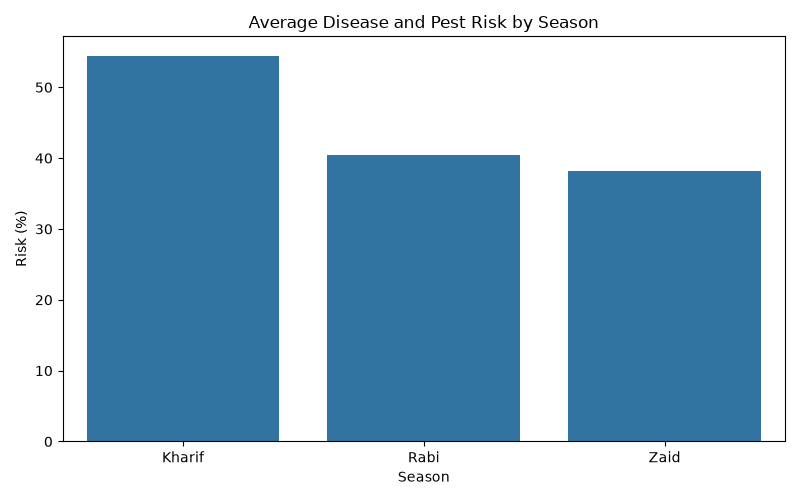 Average Disease and Pest Risk by Season
Risk (%)
50
40
30
20
10
0
Kharif Rabi Zaid
Season